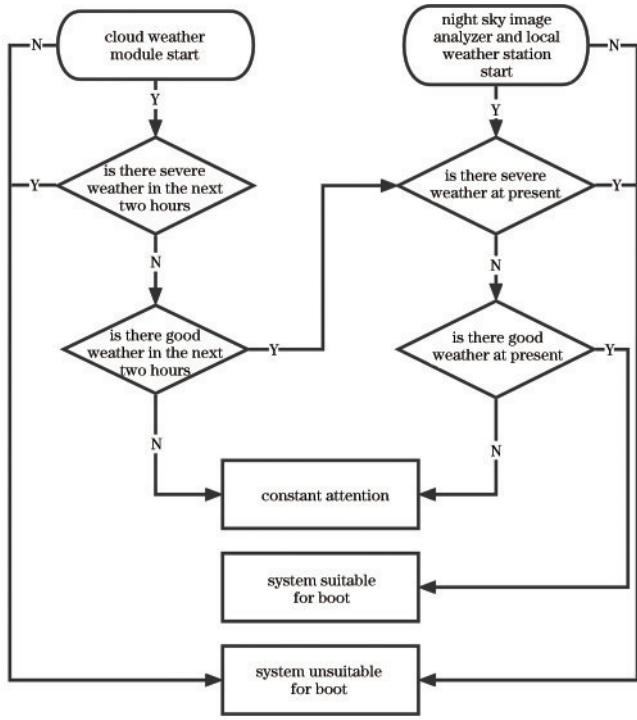 cloud weather
module start
night sky image
analyzer and local
weather station
start
N
N
Y
Y
is there severe
weather in the next
two hours
is there severe
weather at present
Y
Y
N
N
is there good
weather in the next
two hours
is there good
weather at present
Y
Y
N
N
constant attention
system suitable
for boot
system unsuitable
for boot